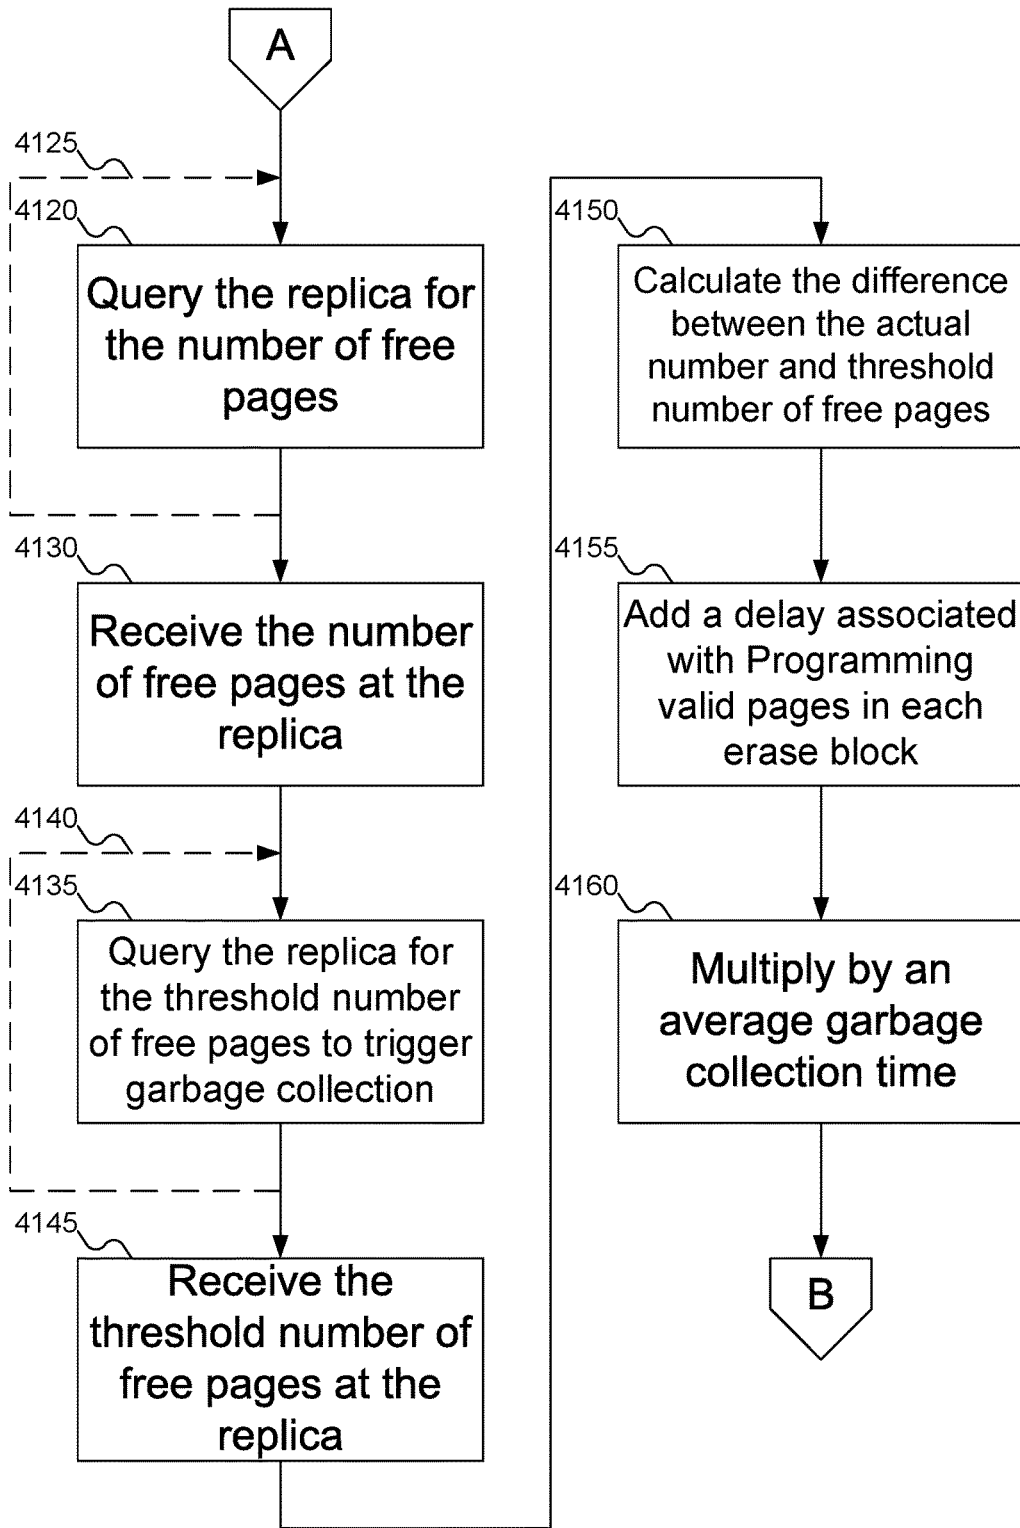 A
4125
4120
Query the replica for
the number of free
pages
4130
Receive the number
of free pages at the
replica
4140
4135
Query the replica for
the threshold number
of free pages to trigger
garbage collection
4145
Receive the
threshold number of
free pages at the
replica
4150
Calculate the difference
between the actual
number and threshold
number of free pages
4155
Add a delay associated
with Programming
valid pages in each
erase block
4160
Multiply by an
average garbage
collection time
B